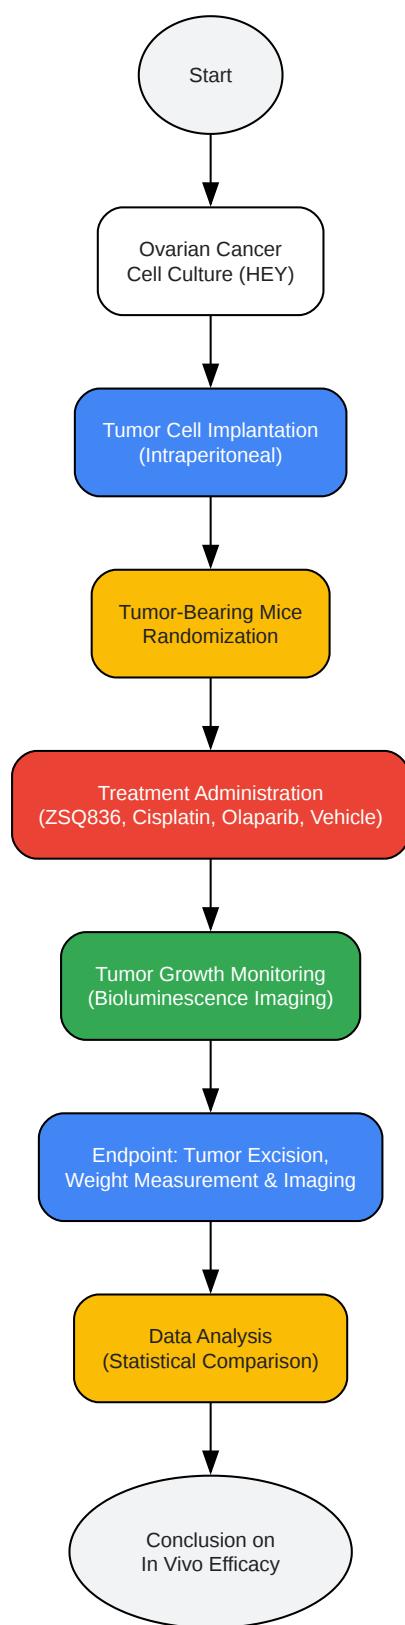 Start
Ovarian Cancer
Cell Culture (HEY)
Tumor Cell Implantation
(Intraperitoneal)
Tumor-Bearing Mice
Randomization
Treatment Administration
(ZSQ836, Cisplatin, Olaparib, Vehicle)
Tumor Growth Monitoring
(Bioluminescence Imaging)
Endpoint: Tumor Excision,
Weight Measurement & Imaging
Data Analysis
(Statistical Comparison)
Conclusion on
In Vivo Efficacy